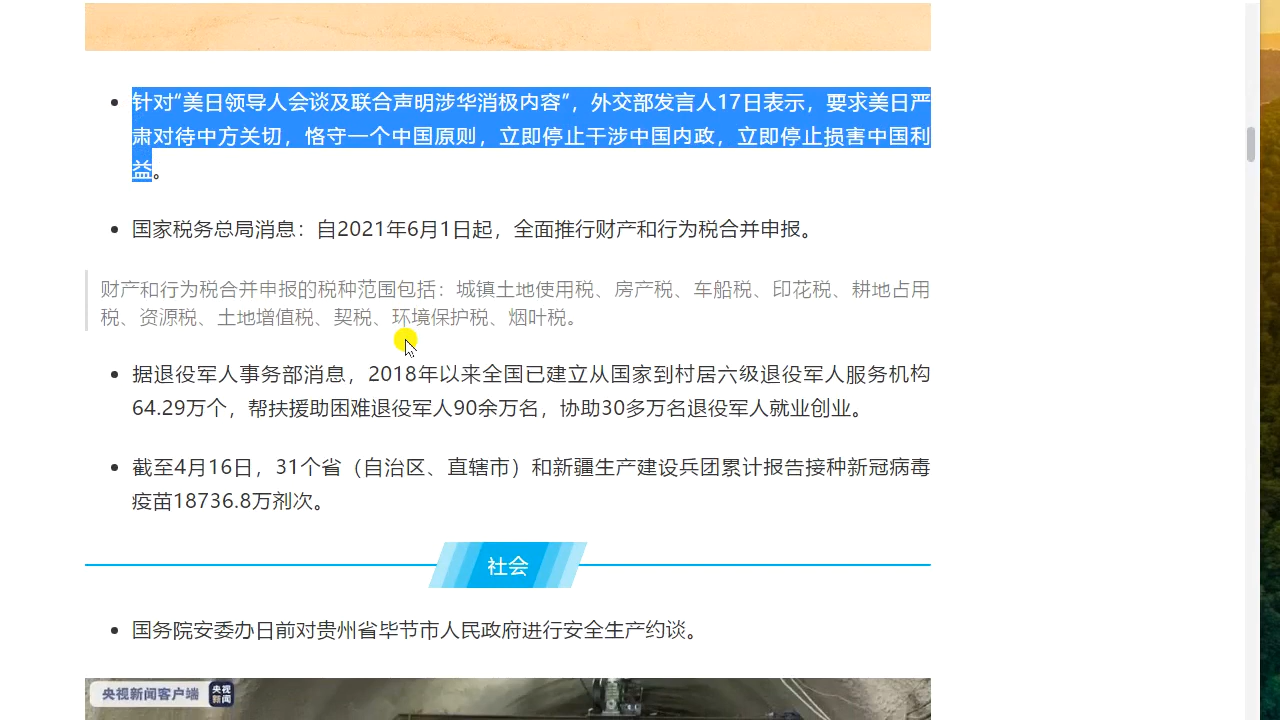 针对“美日领导人会谈及联合声明涉华消极内容”，外交部发言人17日表示，要求美日严
肃对待中方关切，恪守一个中国原则，立即停止干涉中国内政，立即停止损害中国利
益。
国家税务总局消息：自2021年6月1日起，全面推行财产和行为税合并申报。
财产和行为税合并申报的税种范围包括：城镇土地使用税、房产税、车船税、印花税、耕地占用
税、资源税、土地增值税、契税、环境保护税、烟叶税。
据退役军人事务部消息，2018年以来全国已建立从国家到村居六级退役军人服务机构
64.29万个，帮扶援助困难退役军人90余万名，协助30多万名退役军人就业创业。
截至4月16日，31个省（自治区、直辖市）和新疆生产建设兵团累计报告接种新冠病毒
疫苗18736.8万剂次。
社会
国务院安委办日前对贵州省毕节市人民政府进行安全生产约谈。
央视新闻客户端 央视
新闻